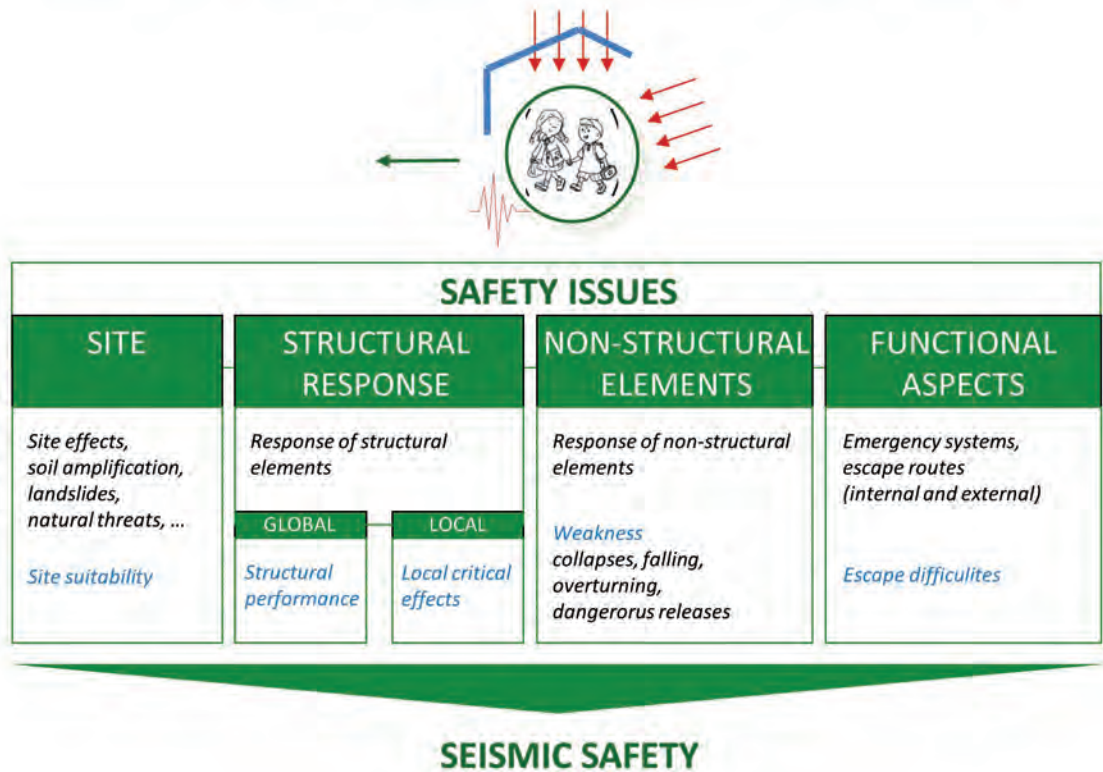 SAFETY ISSUES
SITE
Site effects,
soil amplification,
landslides,
natural threats, ...
Site suitability
STRUCTURAL
RESPONSE
Response of structural
elements
GLOBAL
Structural
performance
LOCAL
Local critical
effects
NON-STRUCTURAL
ELEMENTS
Response of non-structural
elements
Weakness
collapses, falling,
overturning,
dangerorus releases
FUNCTIONAL
ASPECTS
Emergency systems,
escape routes
(internal and external)
Escape difficulites
SEISMIC SAFETY